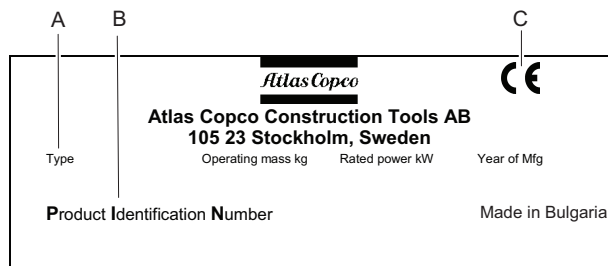 A B C
Atlas Copco CE
Atlas Copco Construction Tools AB
105 23 Stockholm, Sweden
Type Operating mass kg Rated power kW Year of Mfg
Product Identification Number Made in Bulgaria